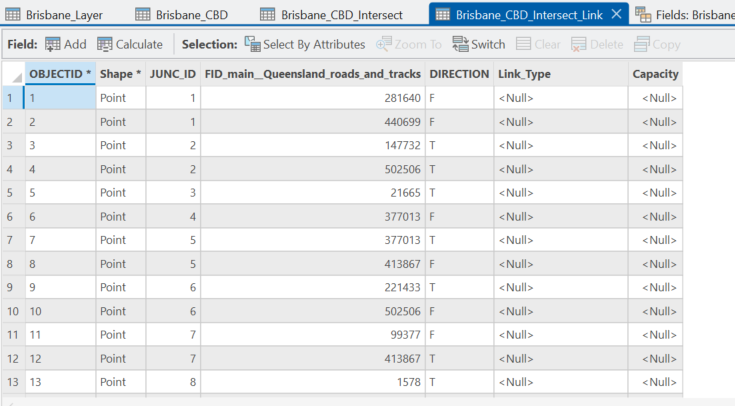 Brisbane_Layer Brisbane_CBD Brisbane_CBD_Intersect Brisbane_CBD_Intersect_Link Fields: Brisbane
Field: Add Calculate Selection: Select By Attributes Zoom To Switch Clear Delete Copy
OBJECTID * Shape * JUNC_ID FID_main__Queensland_roads_and_tracks DIRECTION Link_Type Capacity
1 1 Point 1 281640 F <Null> <Null>
2 2 Point 1 440699 F <Null> <Null>
3 3 Point 2 147732 T <Null> <Null>
4 4 Point 2 502506 T <Null> <Null>
5 5 Point 3 21665 T <Null> <Null>
6 6 Point 4 377013 F <Null> <Null>
7 7 Point 5 377013 T <Null> <Null>
8 8 Point 5 413867 F <Null> <Null>
9 9 Point 6 221433 T <Null> <Null>
10 10 Point 6 502506 F <Null> <Null>
11 11 Point 7 99377 F <Null> <Null>
12 12 Point 7 413867 T <Null> <Null>
13 13 Point 8 1578 T <Null> <Null>